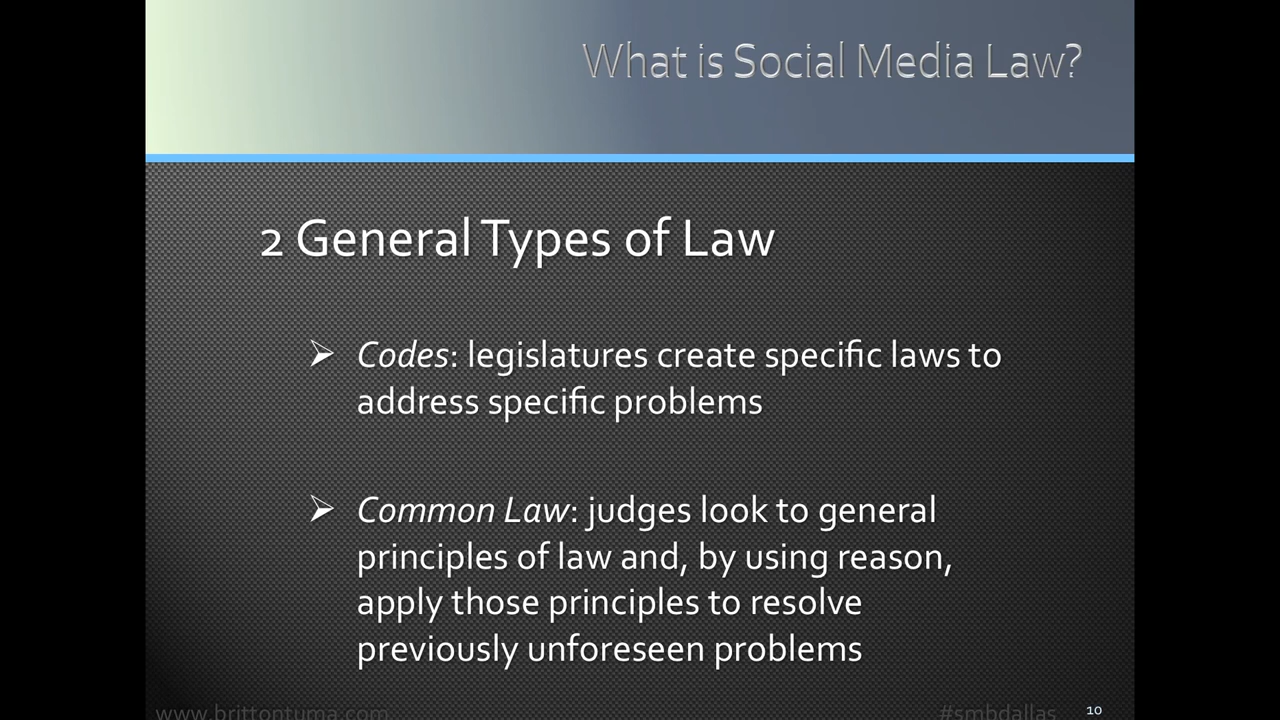 What is Social Media Law?
2 General Types of Law
Codes: legislatures create specific laws to
address specific problems
Common Law: judges look to general
principles of law and, by using reason,
apply those principles to resolve
previously unforeseen problems
www.brittontuma.com
#smbdallas
10